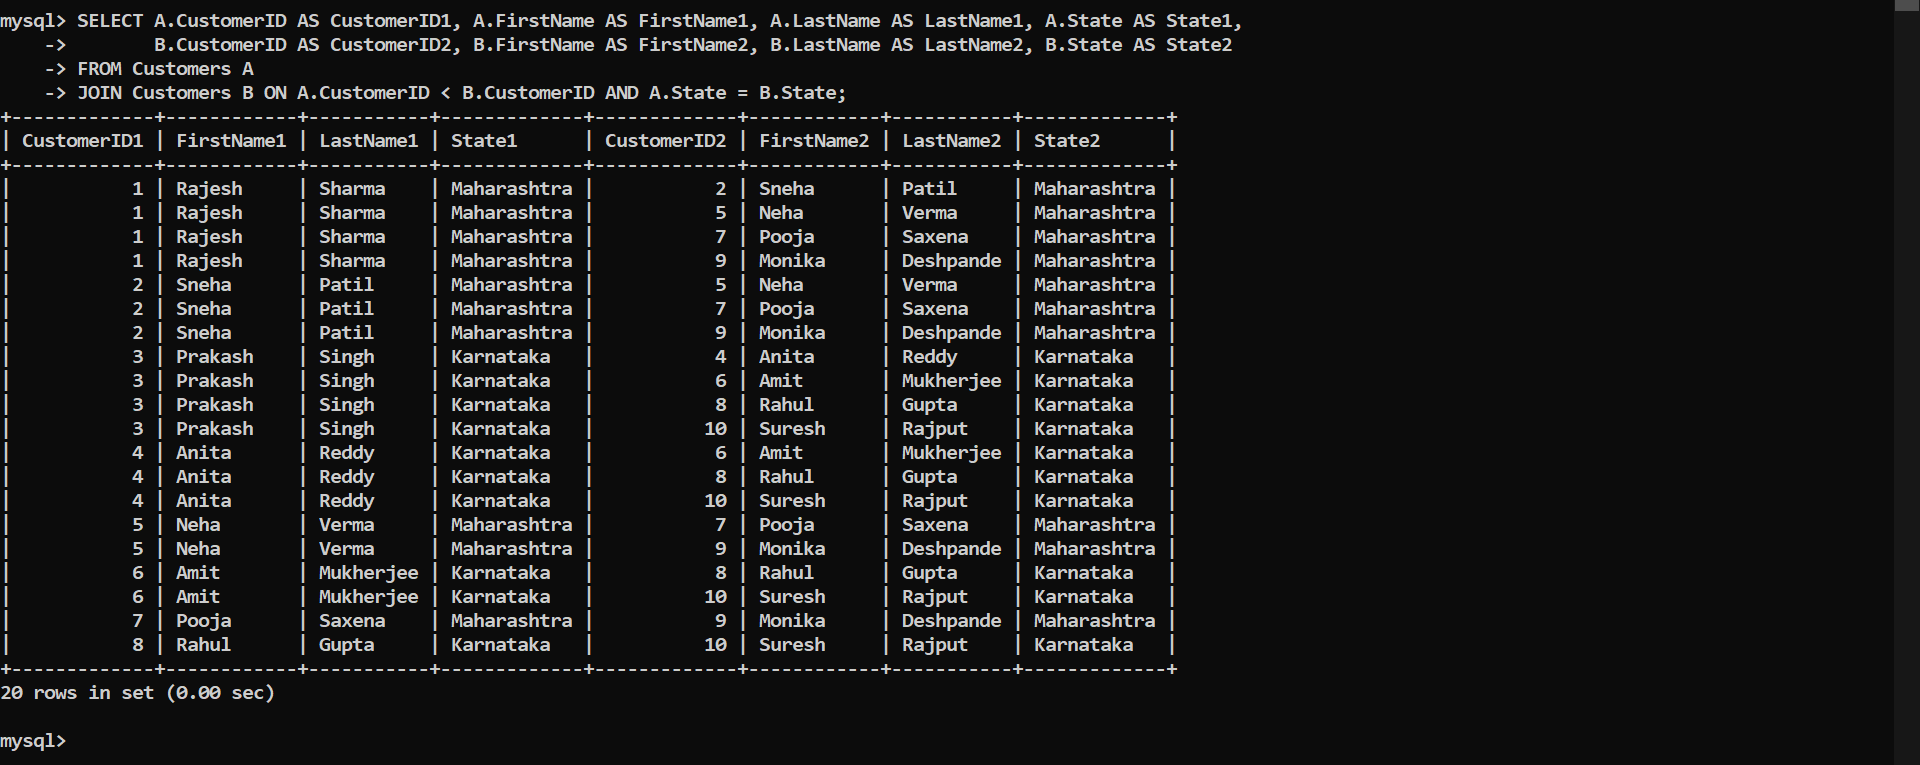 mysql> SELECT A.CustomerID AS CustomerID1, A.FirstName AS FirstName1, A.LastName AS LastName1, A.State AS State1,
    ->        B.CustomerID AS CustomerID2, B.FirstName AS FirstName2, B.LastName AS LastName2, B.State AS State2
    -> FROM Customers A
    -> JOIN Customers B ON A.CustomerID < B.CustomerID AND A.State = B.State;
+-------------+------------+-----------+-------------+-------------+------------+-----------+-------------+
| CustomerID1 | FirstName1 | LastName1 | State1      | CustomerID2 | FirstName2 | LastName2 | State2      |
+-------------+------------+-----------+-------------+-------------+------------+-----------+-------------+
|           1 | Rajesh     | Sharma    | Maharashtra |           2 | Sneha      | Patil     | Maharashtra |
|           1 | Rajesh     | Sharma    | Maharashtra |           5 | Neha       | Verma     | Maharashtra |
|           1 | Rajesh     | Sharma    | Maharashtra |           7 | Pooja      | Saxena    | Maharashtra |
|           1 | Rajesh     | Sharma    | Maharashtra |           9 | Monika     | Deshpande | Maharashtra |
|           2 | Sneha      | Patil     | Maharashtra |           5 | Neha       | Verma     | Maharashtra |
|           2 | Sneha      | Patil     | Maharashtra |           7 | Pooja      | Saxena    | Maharashtra |
|           2 | Sneha      | Patil     | Maharashtra |           9 | Monika     | Deshpande | Maharashtra |
|           3 | Prakash    | Singh     | Karnataka   |           4 | Anita      | Reddy     | Karnataka   |
|           3 | Prakash    | Singh     | Karnataka   |           6 | Amit       | Mukherjee | Karnataka   |
|           3 | Prakash    | Singh     | Karnataka   |           8 | Rahul      | Gupta     | Karnataka   |
|           3 | Prakash    | Singh     | Karnataka   |          10 | Suresh     | Rajput    | Karnataka   |
|           4 | Anita      | Reddy     | Karnataka   |           6 | Amit       | Mukherjee | Karnataka   |
|           4 | Anita      | Reddy     | Karnataka   |           8 | Rahul      | Gupta     | Karnataka   |
|           4 | Anita      | Reddy     | Karnataka   |          10 | Suresh     | Rajput    | Karnataka   |
|           5 | Neha       | Verma     | Maharashtra |           7 | Pooja      | Saxena    | Maharashtra |
|           5 | Neha       | Verma     | Maharashtra |           9 | Monika     | Deshpande | Maharashtra |
|           6 | Amit       | Mukherjee | Karnataka   |           8 | Rahul      | Gupta     | Karnataka   |
|           6 | Amit       | Mukherjee | Karnataka   |          10 | Suresh     | Rajput    | Karnataka   |
|           7 | Pooja      | Saxena    | Maharashtra |           9 | Monika     | Deshpande | Maharashtra |
|           8 | Rahul      | Gupta     | Karnataka   |          10 | Suresh     | Rajput    | Karnataka   |
+-------------+------------+-----------+-------------+-------------+------------+-----------+-------------+
20 rows in set (0.00 sec)
mysql>